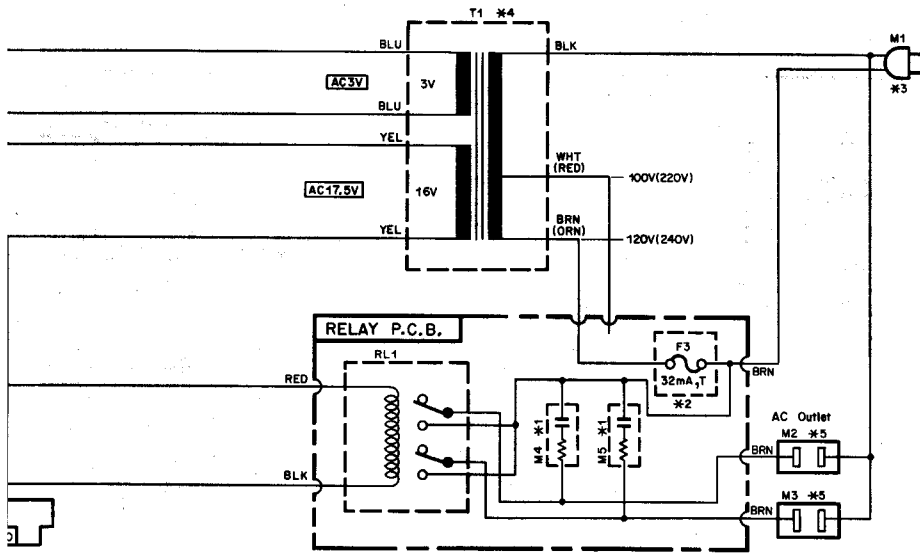 T1 *4
BLU
BLK
M1
AC3V
3V
*3
BLU
YEL
WHT
(RED)
100V(220V)
AC17.5V
16V
BRN
(ORN)
YEL
120V(240V)
RELAY P.C.B.
RL1
F3
32mA,T
BRN
*2
RED
AC Outlet
M4 *1
M5 *1
M2 *5
BRN
BLK
M3 *5
BRN